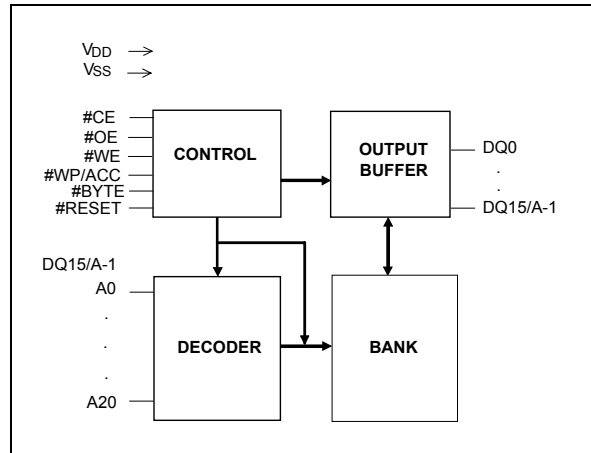 VDD
VSS
#CE
#OE
#WE
#WP/ACC
#BYTE
#RESET
CONTROL
OUTPUT
BUFFER
DQ0
.
.
DQ15/A-1
DQ15/A-1
A0
.
.
.
A20
DECODER
BANK